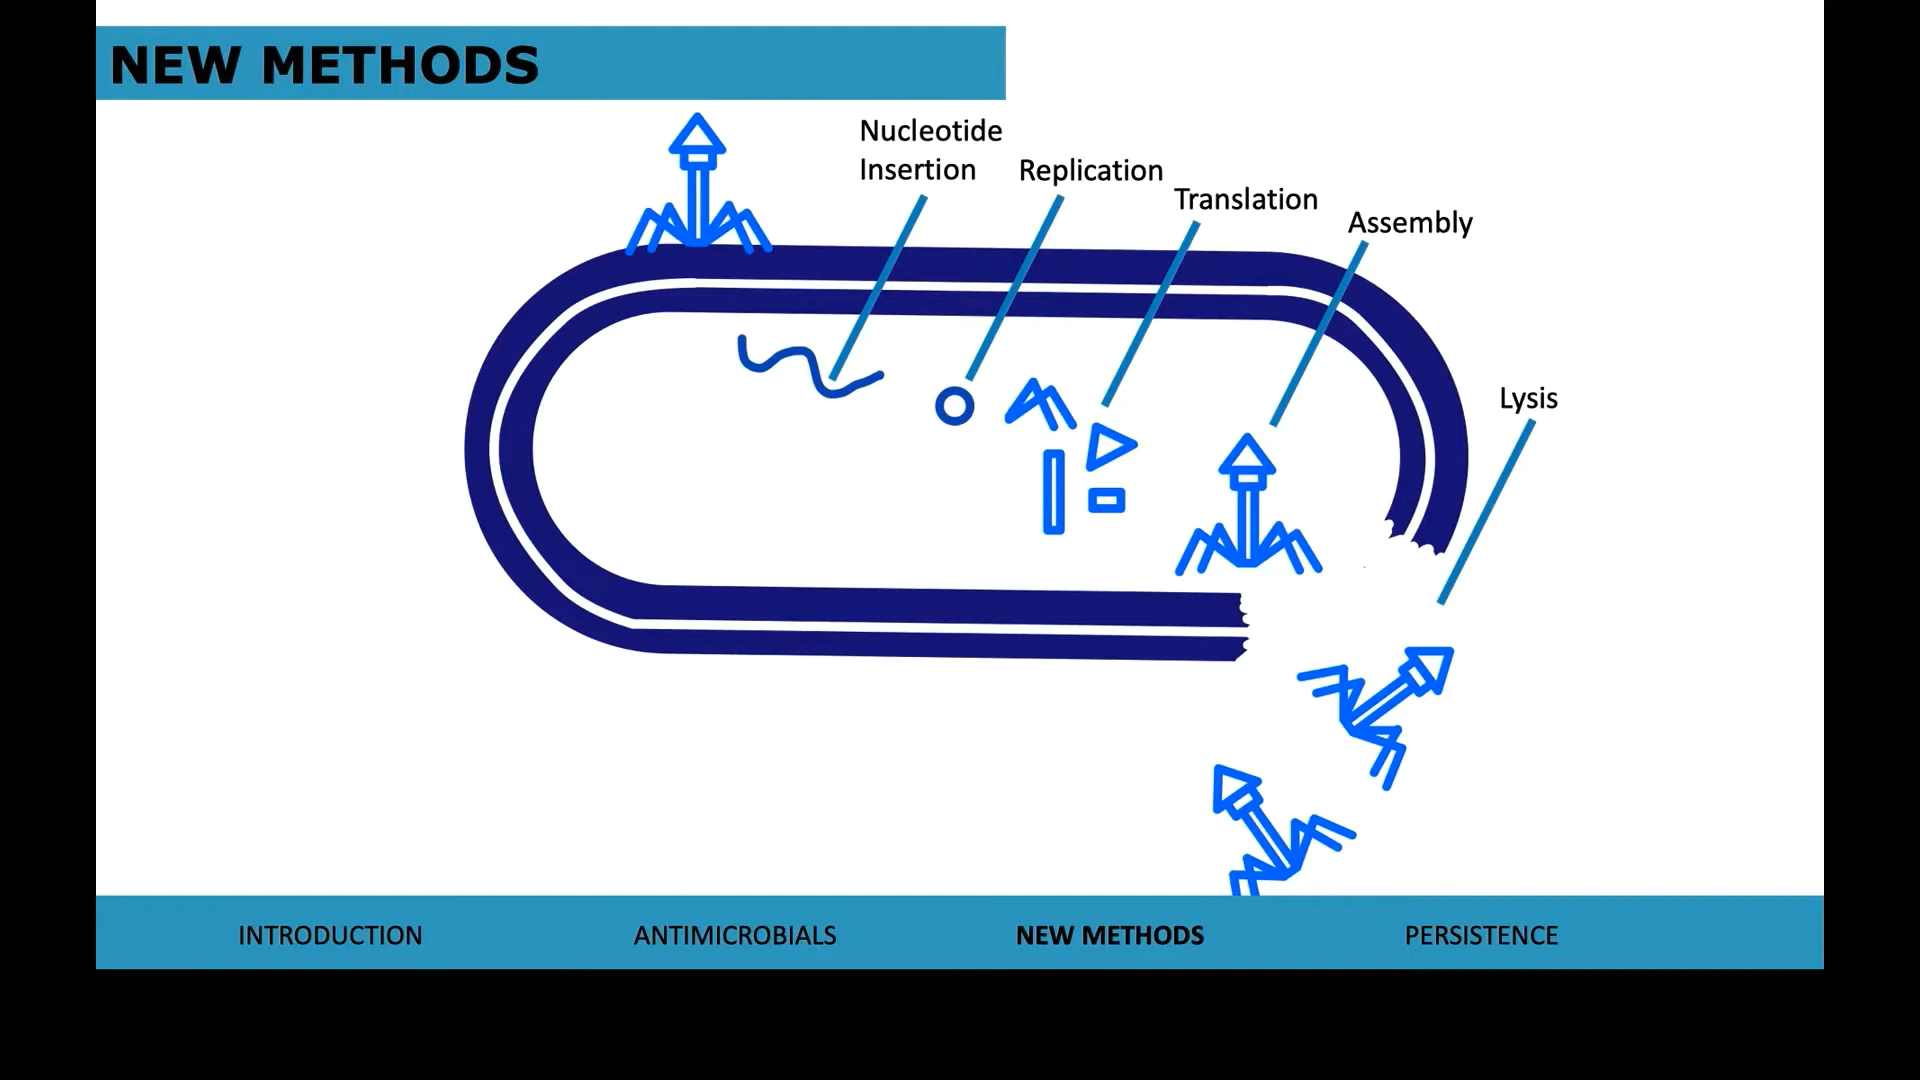 NEW METHODS
Nucleotide
Insertion
Replication
Translation
Assembly
Lysis
INTRODUCTION
ANTIMICROBIALS
NEW METHODS
PERSISTENCE